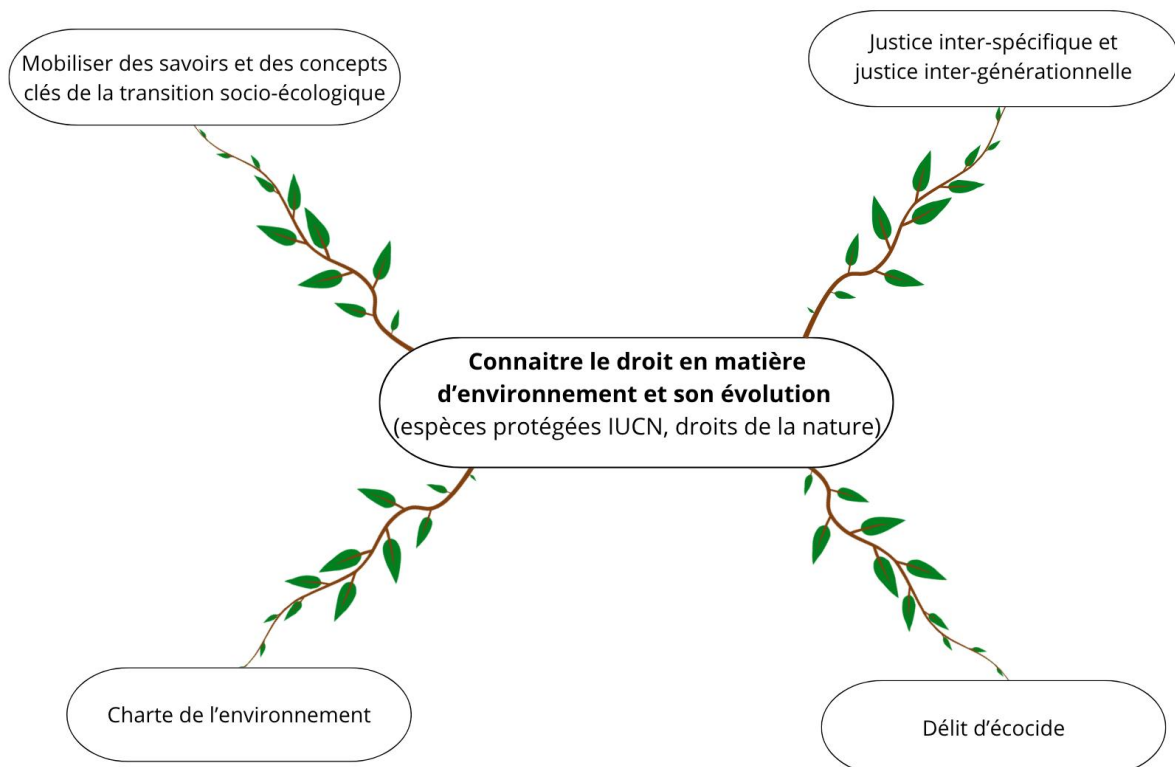 Mobiliser des savoirs et des concepts
clés de la transition socio-écologique
Justice inter-spécifique et
justice inter-générationnelle
Connaitre le droit en matière
d’environnement et son évolution
(espèces protégées IUCN, droits de la nature)
Charte de l’environnement
Délit d’écocide